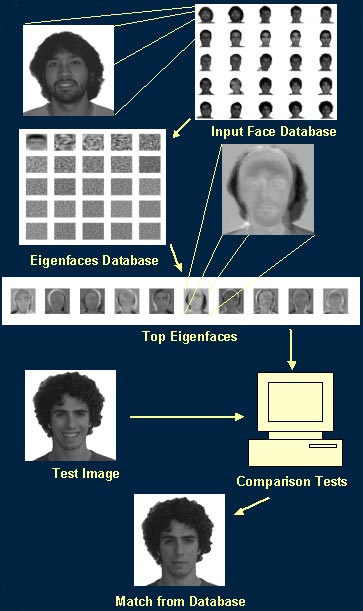 Input Face Database
Eigenfaces Database
Top Eigenfaces
Test Image
Comparison Tests
Match from Database